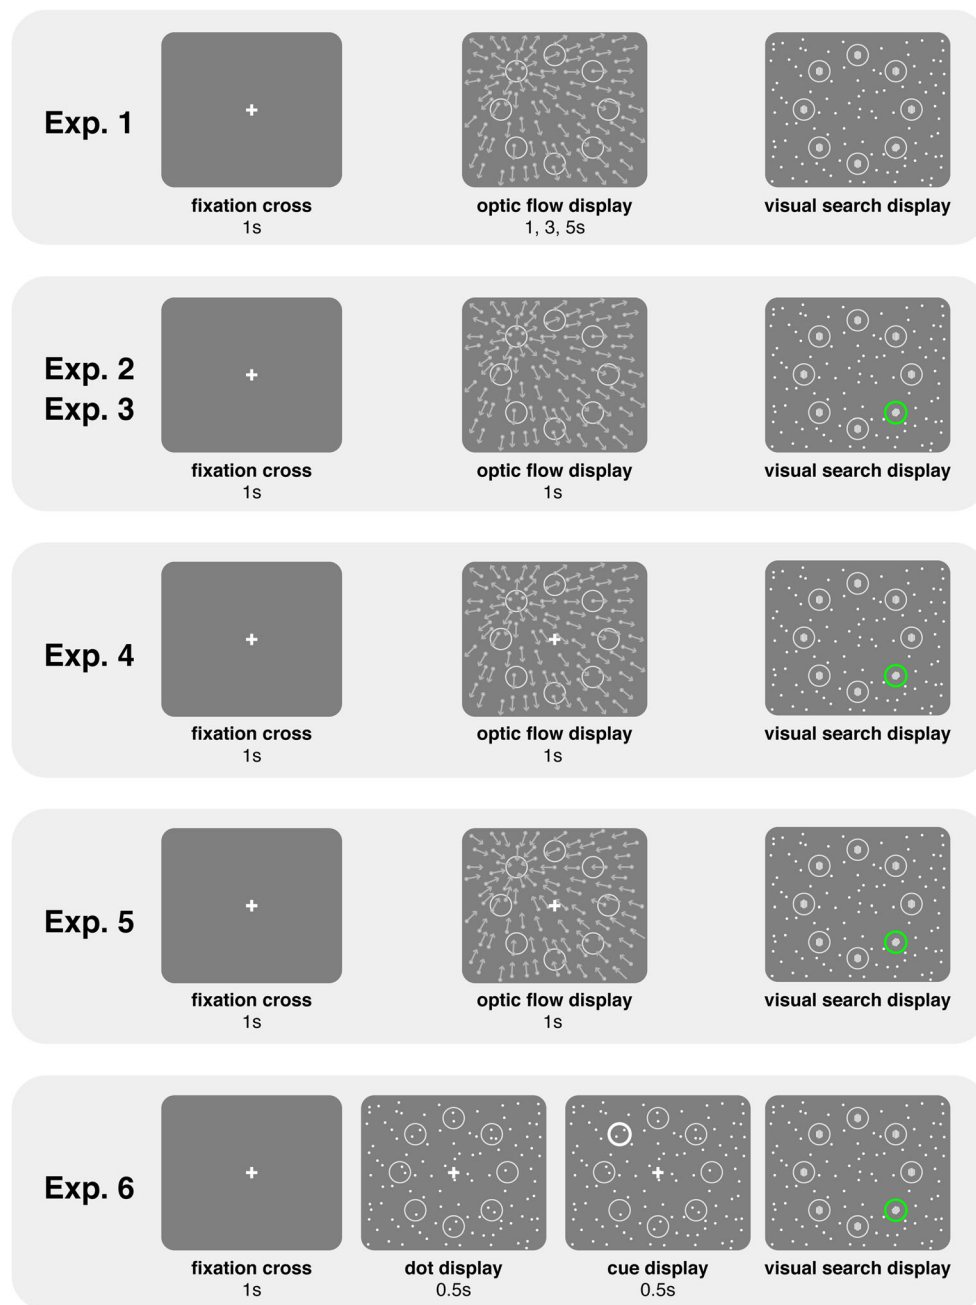 Exp. 1
fixation cross
1s
optic flow display
1, 3, 5s
visual search display
Exp. 2
Exp. 3
fixation cross
1s
optic flow display
1s
visual search display
Exp. 4
fixation cross
1s
optic flow display
1s
visual search display
Exp. 5
fixation cross
1s
optic flow display
1s
visual search display
Exp. 6
fixation cross
1s
dot display
0.5s
cue display
0.5s
visual search display